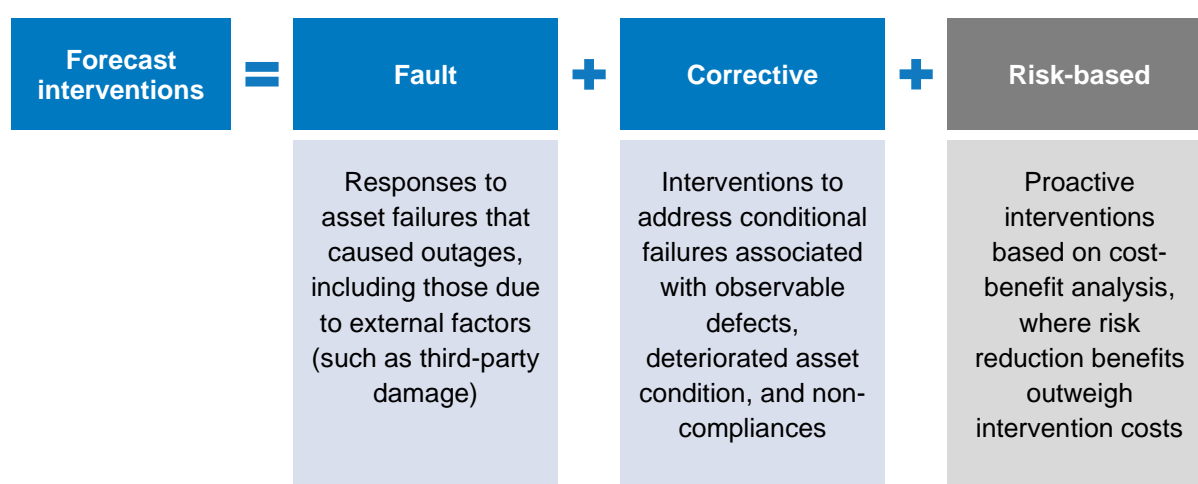 Forecast
interventions
=
Fault
+
Corrective
+
Risk-based
Responses to
asset failures that
caused outages,
including those due
to external factors
(such as third-party
damage)
Interventions to
address conditional
failures associated
with observable
defects,
deteriorated asset
condition, and non-
compliances
Proactive
interventions
based on cost-
benefit analysis,
where risk
reduction benefits
outweigh
intervention costs